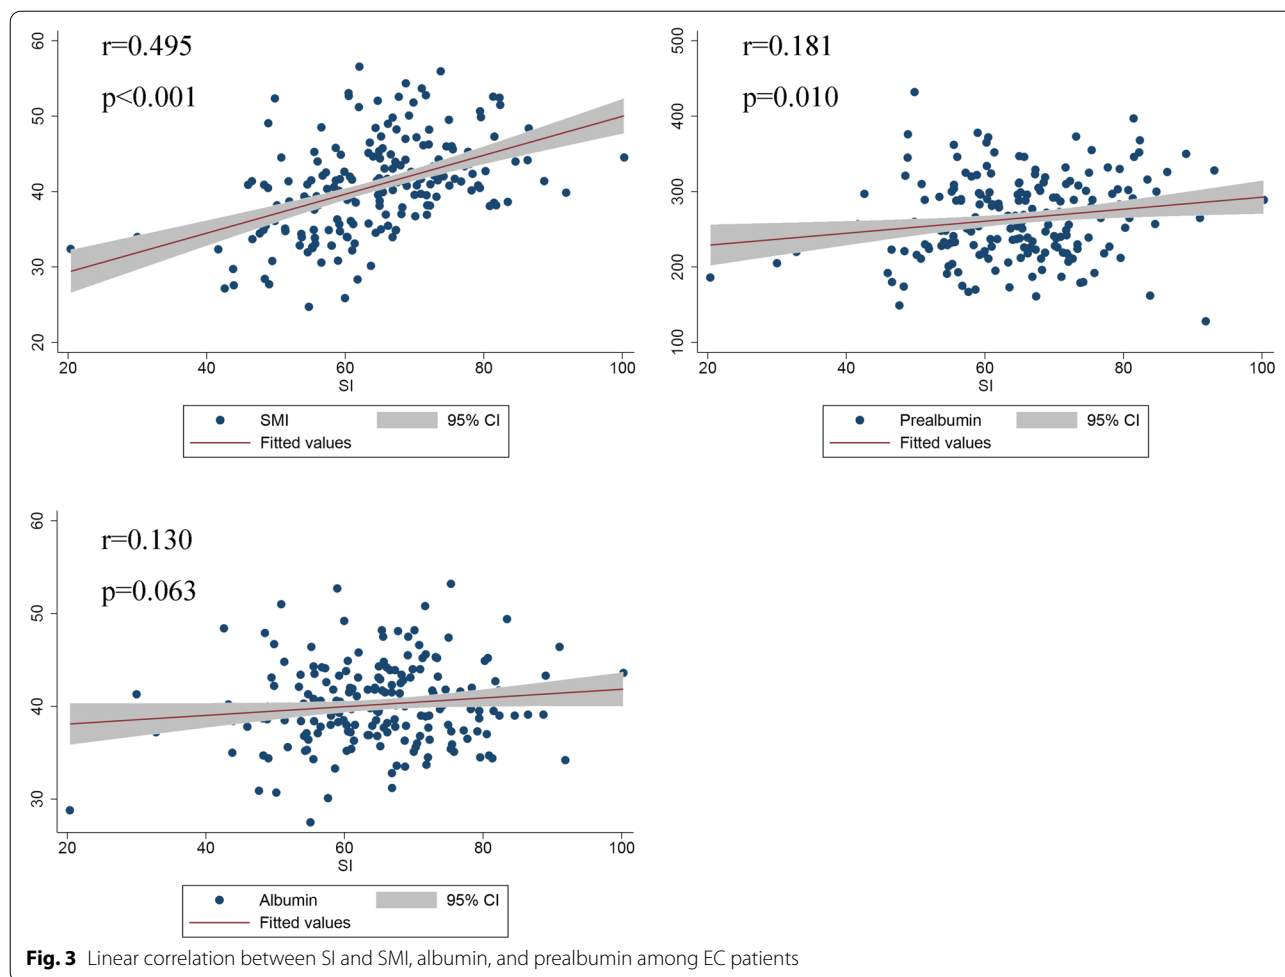 r=0.495
p<0.001
60
50
40
30
20
20 40 60 80 100
SI
SMI 95% CI
Fitted values
r=0.181
p=0.010
500
400
300
200
100
20 40 60 80 100
SI
Prealbumin 95% CI
Fitted values
r=0.130
p=0.063
60
50
40
30
20 40 60 80 100
SI
Albumin 95% CI
Fitted values
Fig. 3 Linear correlation between SI and SMI, albumin, and prealbumin among EC patients